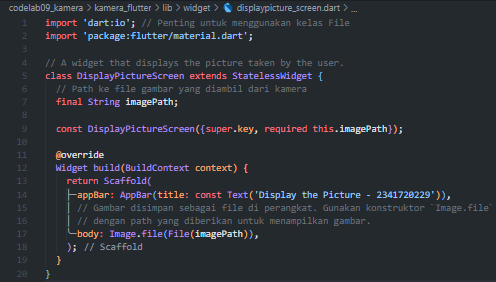 codelab09_kamera > kamera_flutter > lib > widget > displaypicture_screen.dart > ...
1 import 'dart:io'; // Penting untuk menggunakan kelas File
2 import 'package:flutter/material.dart';
3
4 // A widget that displays the picture taken by the user.
5 class DisplayPictureScreen extends StatelessWidget {
6 // Path ke file gambar yang diambil dari kamera
7 final String imagePath;
8
9 const DisplayPictureScreen({super.key, required this.imagePath});
10
11 @override
12 Widget build(BuildContext context) {
13 return Scaffold(
14 appBar: AppBar(title: const Text('Display the Picture - 2341720229')),
15 // Gambar disimpan sebagai file di perangkat. Gunakan konstruktor `Image.file`
16 // dengan path yang diberikan untuk menampilkan gambar.
17 body: Image.file(File(imagePath)),
18 ); // Scaffold
19 }
20 }